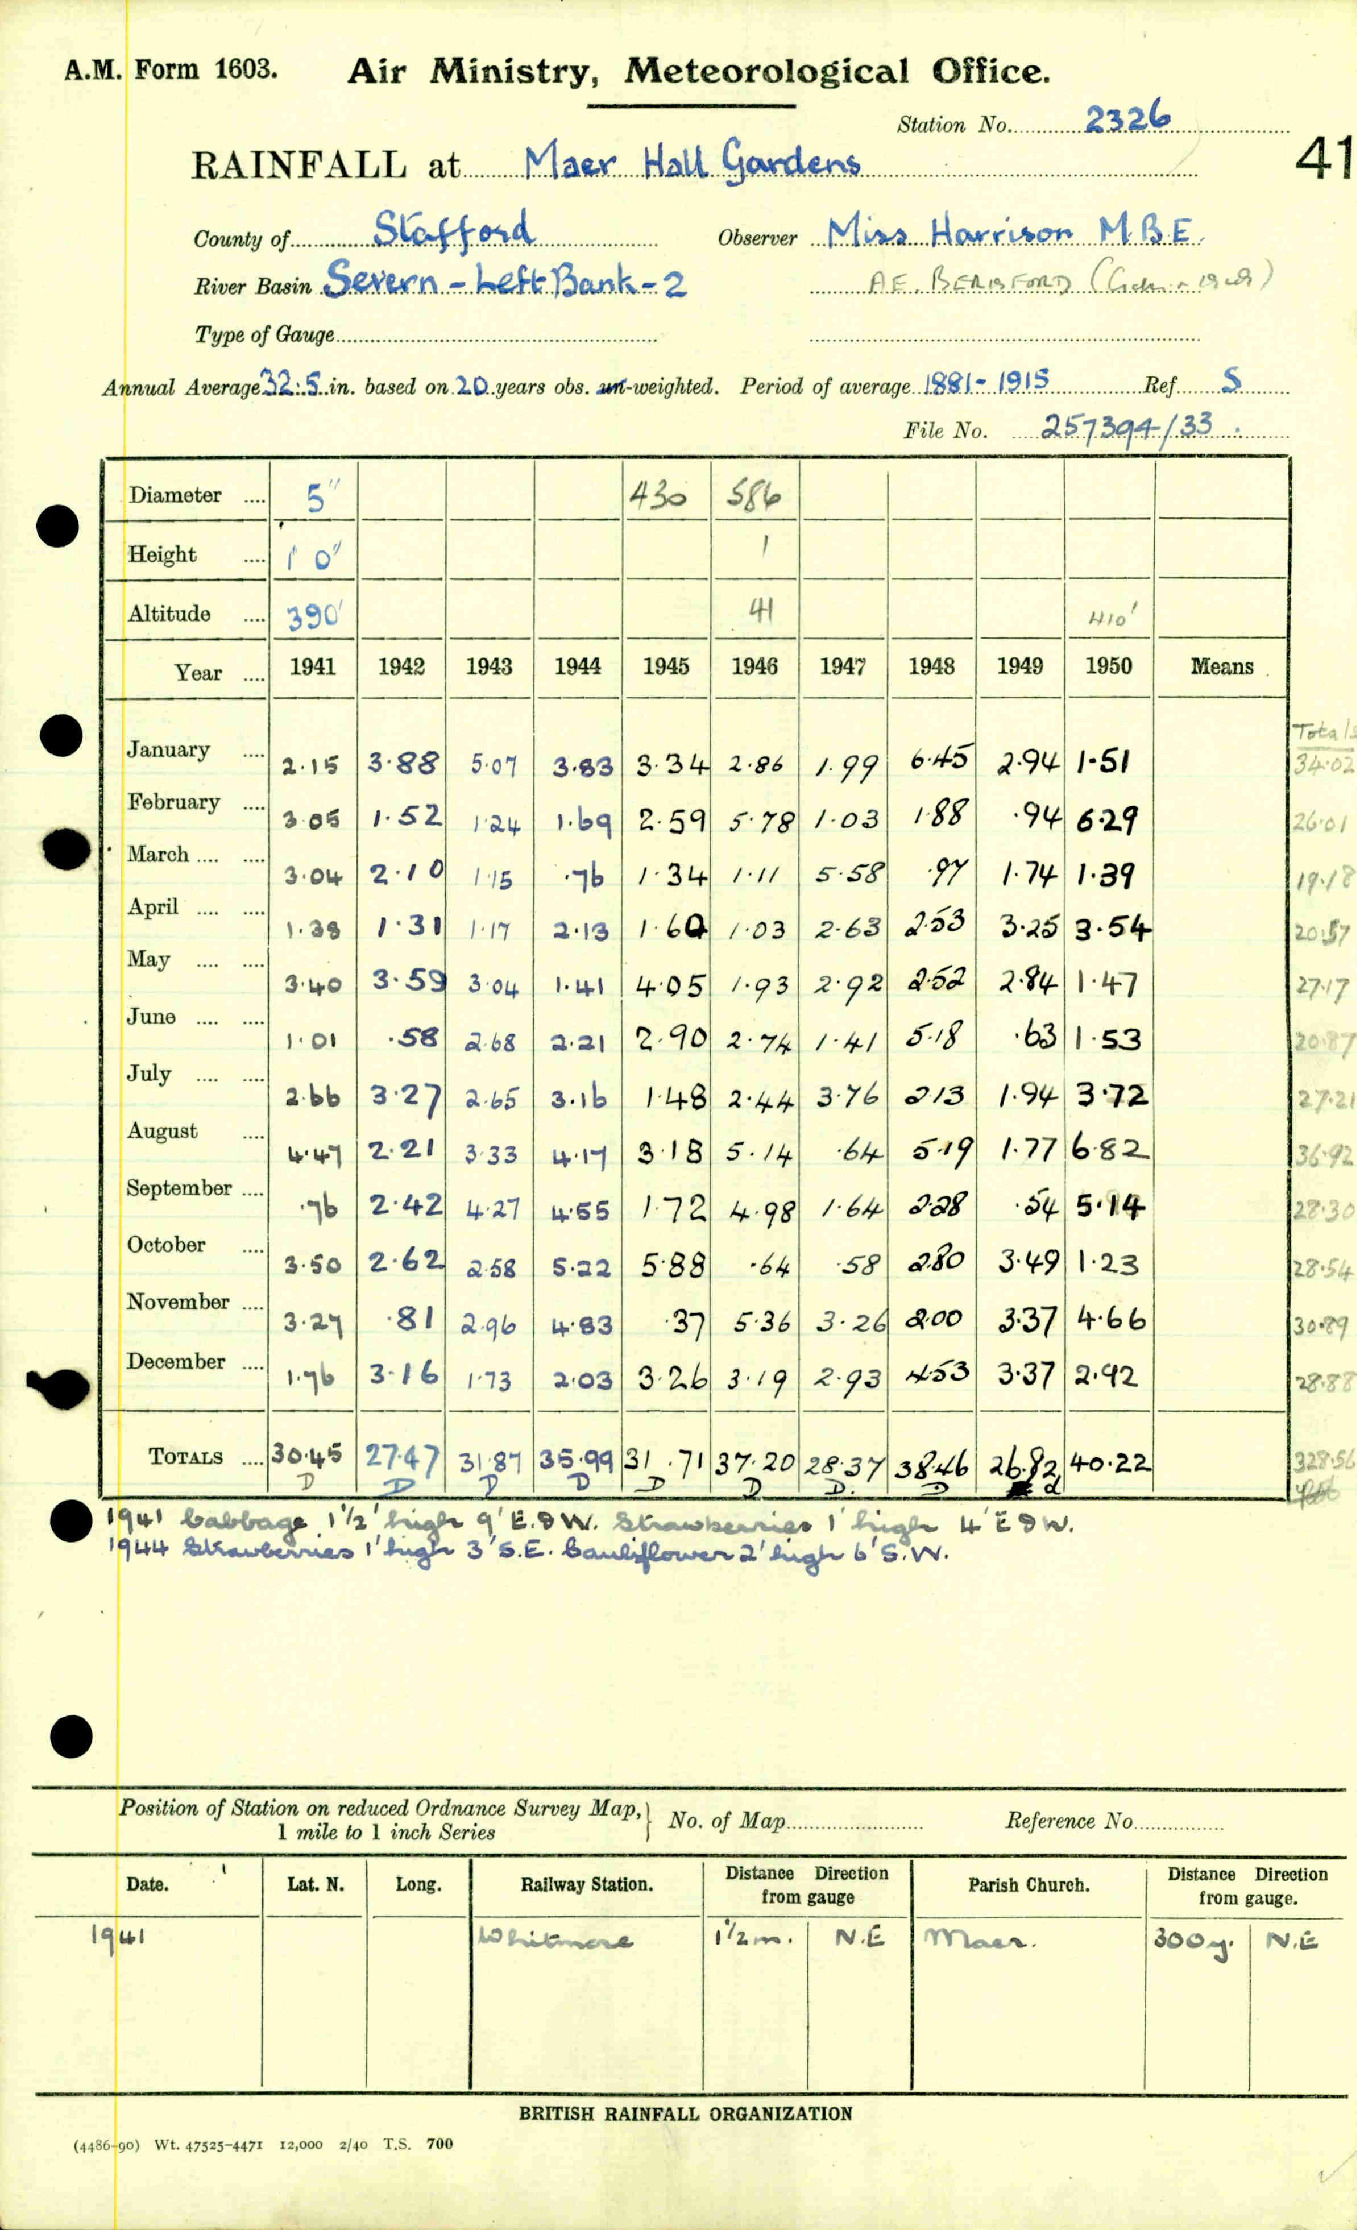 A.M. Form 1603. Air Ministry, Meteorological Office.
Station No. 2326
RAINFALL at Maer Hall Gardens 41
County of Stafford Observer Miss Harrison M.B.E.
River Basin Severn - Left Bank - 2 A.E. BERISFORD
Type of Gauge
Annual Average 32.5 in. based on 20 years obs. un-weighted. Period of average 1881-1915 Ref S
File No. 257394/33.
Diameter .... 5" 430 586
Height .... 1' 0" 1
Altitude .... 390' 41 410'
Year .... 1941 1942 1943 1944 1945 1946 1947 1948 1949 1950 Means
Totals
January .... 2.15 3.88 5.07 3.83 3.34 2.86 1.99 6.45 2.94 1.51 34.02
February .... 3.05 1.52 1.24 1.69 2.59 5.78 1.03 1.88 .94 6.29 26.01
March .... .... 3.04 2.10 1.15 .76 1.34 1.11 5.58 .97 1.74 1.39 19.18
April .... .... 1.38 1.31 1.17 2.13 1.60 1.03 2.63 2.53 3.25 3.54 20.57
May .... .... 3.40 3.59 3.04 1.41 4.05 1.93 2.92 2.52 2.84 1.47 27.17
June .... .... 1.01 .58 2.68 2.21 2.90 2.74 1.41 5.18 .63 1.53 20.87
July .... .... 2.66 3.27 2.65 3.16 1.48 2.44 3.76 2.13 1.94 3.72 27.21
August .... 4.47 2.21 3.33 4.17 3.18 5.14 .64 5.19 1.77 6.82 36.92
September .... .76 2.42 4.27 4.55 1.72 4.98 1.64 2.28 .54 5.14 28.30
October .... 3.50 2.62 2.58 5.22 5.88 .64 .58 2.80 3.49 1.23 28.54
November .... 3.27 .81 2.96 4.83 .37 5.36 3.26 2.00 3.37 4.66 30.89
December .... 1.76 3.16 1.73 2.03 3.26 3.19 2.93 4.53 3.37 2.92 28.88
TOTALS .... 30.45 27.47 31.87 35.99 31.71 37.20 28.37 38.46 26.82 40.22 328.56
D D D D D D D. D d
1941 Cabbage 1½' high 9' E. & W. Strawberries 1' high 4' E & W.
1944 Strawberries 1' high 3' S.E. Cauliflower 2' high 6' S.W.
Position of Station on reduced Ordnance Survey Map, } No. of Map Reference No.
1 mile to 1 inch Series
Date. Lat. N. Long. Railway Station. Distance Direction from gauge Parish Church. Distance Direction from gauge.
1941 Whitmore 1½ m. N.E Maer. 300y. N.E
BRITISH RAINFALL ORGANIZATION
(4486-90) Wt. 47525-4471 12,000 2/40 T.S. 700